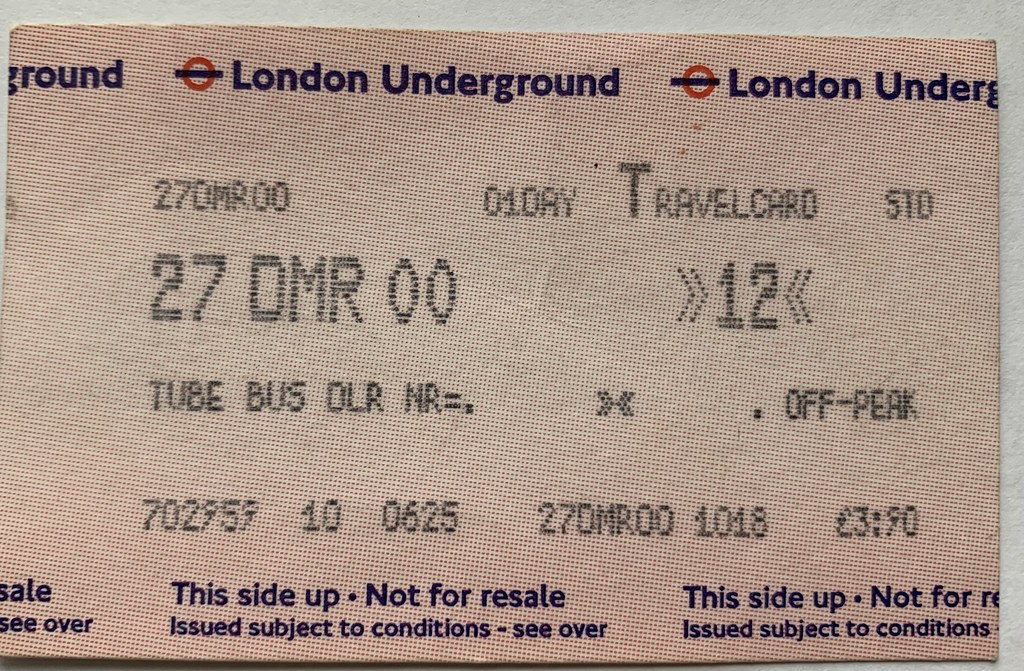 ground London Underground London Underg
27DMR00 01DAY TRAVELCARD STD
27 DMR 00 »12«
TUBE BUS DLR NR=. »« . OFF-PEAK
702959 10 0625 27DMR00 1018 £3:90
sale This side up • Not for resale This side up • Not for re
see over Issued subject to conditions - see over Issued subject to conditions